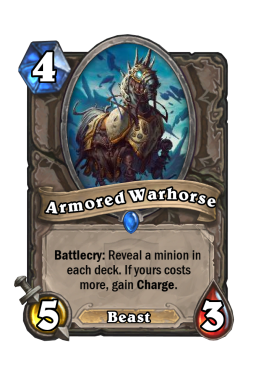 4
Armored Warhorse
Battlecry: Reveal a minion in
each deck. If yours costs
more, gain Charge.
5
Beast
3